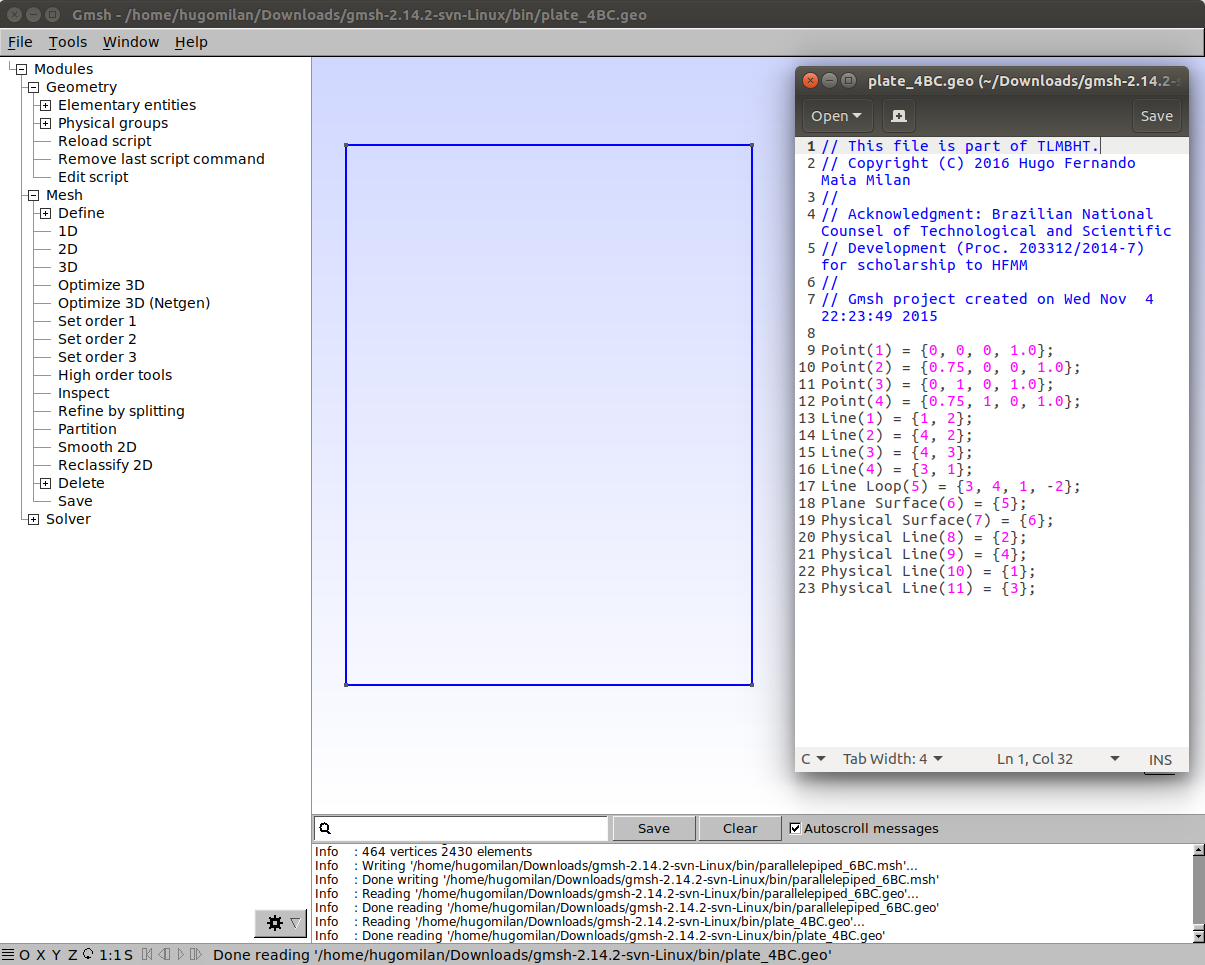 Gmsh - /home/hugomilan/Downloads/gmsh-2.14.2-svn-Linux/bin/plate_4BC.geo
File Tools Window Help
Modules
Geometry
Elementary entities
Physical groups
Reload script
Remove last script command
Edit script
Mesh
Define
1D
2D
3D
Optimize 3D
Optimize 3D (Netgen)
Set order 1
Set order 2
Set order 3
High order tools
Inspect
Refine by splitting
Partition
Smooth 2D
Reclassify 2D
Delete
Save
Solver
plate_4BC.geo (~/Downloads/gmsh-2.14.2-
Open Save
1 // This file is part of TLMBHT.
2 // Copyright (C) 2016 Hugo Fernando
Maia Milan
3 //
4 // Acknowledgment: Brazilian National
Counsel of Technological and Scientific
5 // Development (Proc. 203312/2014-7)
for scholarship to HFMM
6 //
7 // Gmsh project created on Wed Nov  4
22:23:49 2015
8
9 Point(1) = {0, 0, 0, 1.0};
10 Point(2) = {0.75, 0, 0, 1.0};
11 Point(3) = {0, 1, 0, 1.0};
12 Point(4) = {0.75, 1, 0, 1.0};
13 Line(1) = {1, 2};
14 Line(2) = {4, 2};
15 Line(3) = {4, 3};
16 Line(4) = {3, 1};
17 Line Loop(5) = {3, 4, 1, -2};
18 Plane Surface(6) = {5};
19 Physical Surface(7) = {6};
20 Physical Line(8) = {2};
21 Physical Line(9) = {4};
22 Physical Line(10) = {1};
23 Physical Line(11) = {3};
C Tab Width: 4 Ln 1, Col 32 INS
Save Clear Autoscroll messages
Info : 464 vertices 2430 elements
Info : Writing '/home/hugomilan/Downloads/gmsh-2.14.2-svn-Linux/bin/parallelepiped_6BC.msh'...
Info : Done writing '/home/hugomilan/Downloads/gmsh-2.14.2-svn-Linux/bin/parallelepiped_6BC.msh'
Info : Reading '/home/hugomilan/Downloads/gmsh-2.14.2-svn-Linux/bin/parallelepiped_6BC.geo'...
Info : Done reading '/home/hugomilan/Downloads/gmsh-2.14.2-svn-Linux/bin/parallelepiped_6BC.geo'
Info : Reading '/home/hugomilan/Downloads/gmsh-2.14.2-svn-Linux/bin/plate_4BC.geo'...
Info : Done reading '/home/hugomilan/Downloads/gmsh-2.14.2-svn-Linux/bin/plate_4BC.geo'
O X Y Z 1:1 S Done reading '/home/hugomilan/Downloads/gmsh-2.14.2-svn-Linux/bin/plate_4BC.geo'